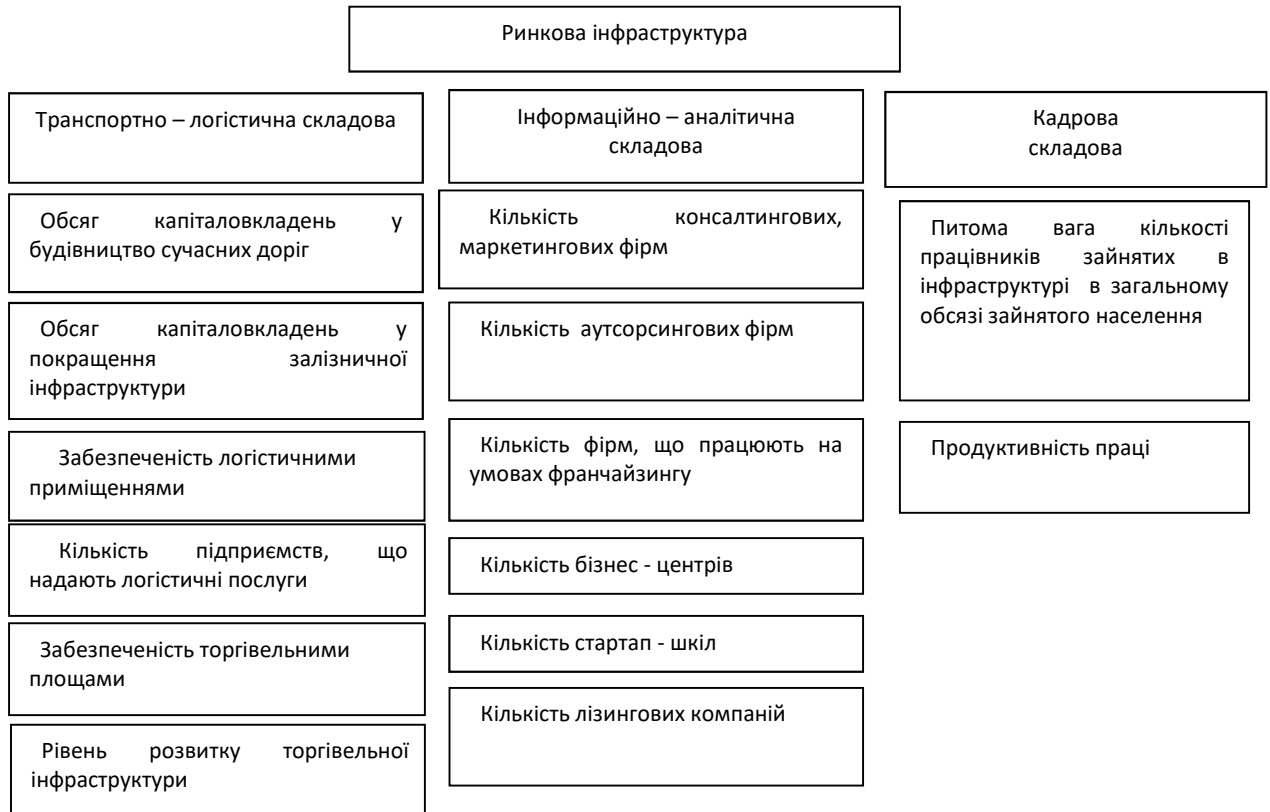 Ринкова інфраструктура
Транспортно – логістична складова
Обсяг капіталовкладень у
будівництво сучасних доріг
Обсяг капіталовкладень у
покращення залізничної
інфраструктури
Забезпеченість логістичними
приміщеннями
Кількість підприємств, що
надають логістичні послуги
Забезпеченість торгівельними
площами
Рівень розвитку торгівельної
інфраструктури
Інформаційно – аналітична
складова
Кількість консалтингових,
маркетингових фірм
Кількість аутсорсингових фірм
Кількість фірм, що працюють на
умовах франчайзингу
Кількість бізнес - центрів
Кількість стартап - шкіл
Кількість лізингових компаній
Кадрова
складова
Питома вага кількості
працівників зайнятих в
інфраструктурі в загальному
обсязі зайнятого населення
Продуктивність праці